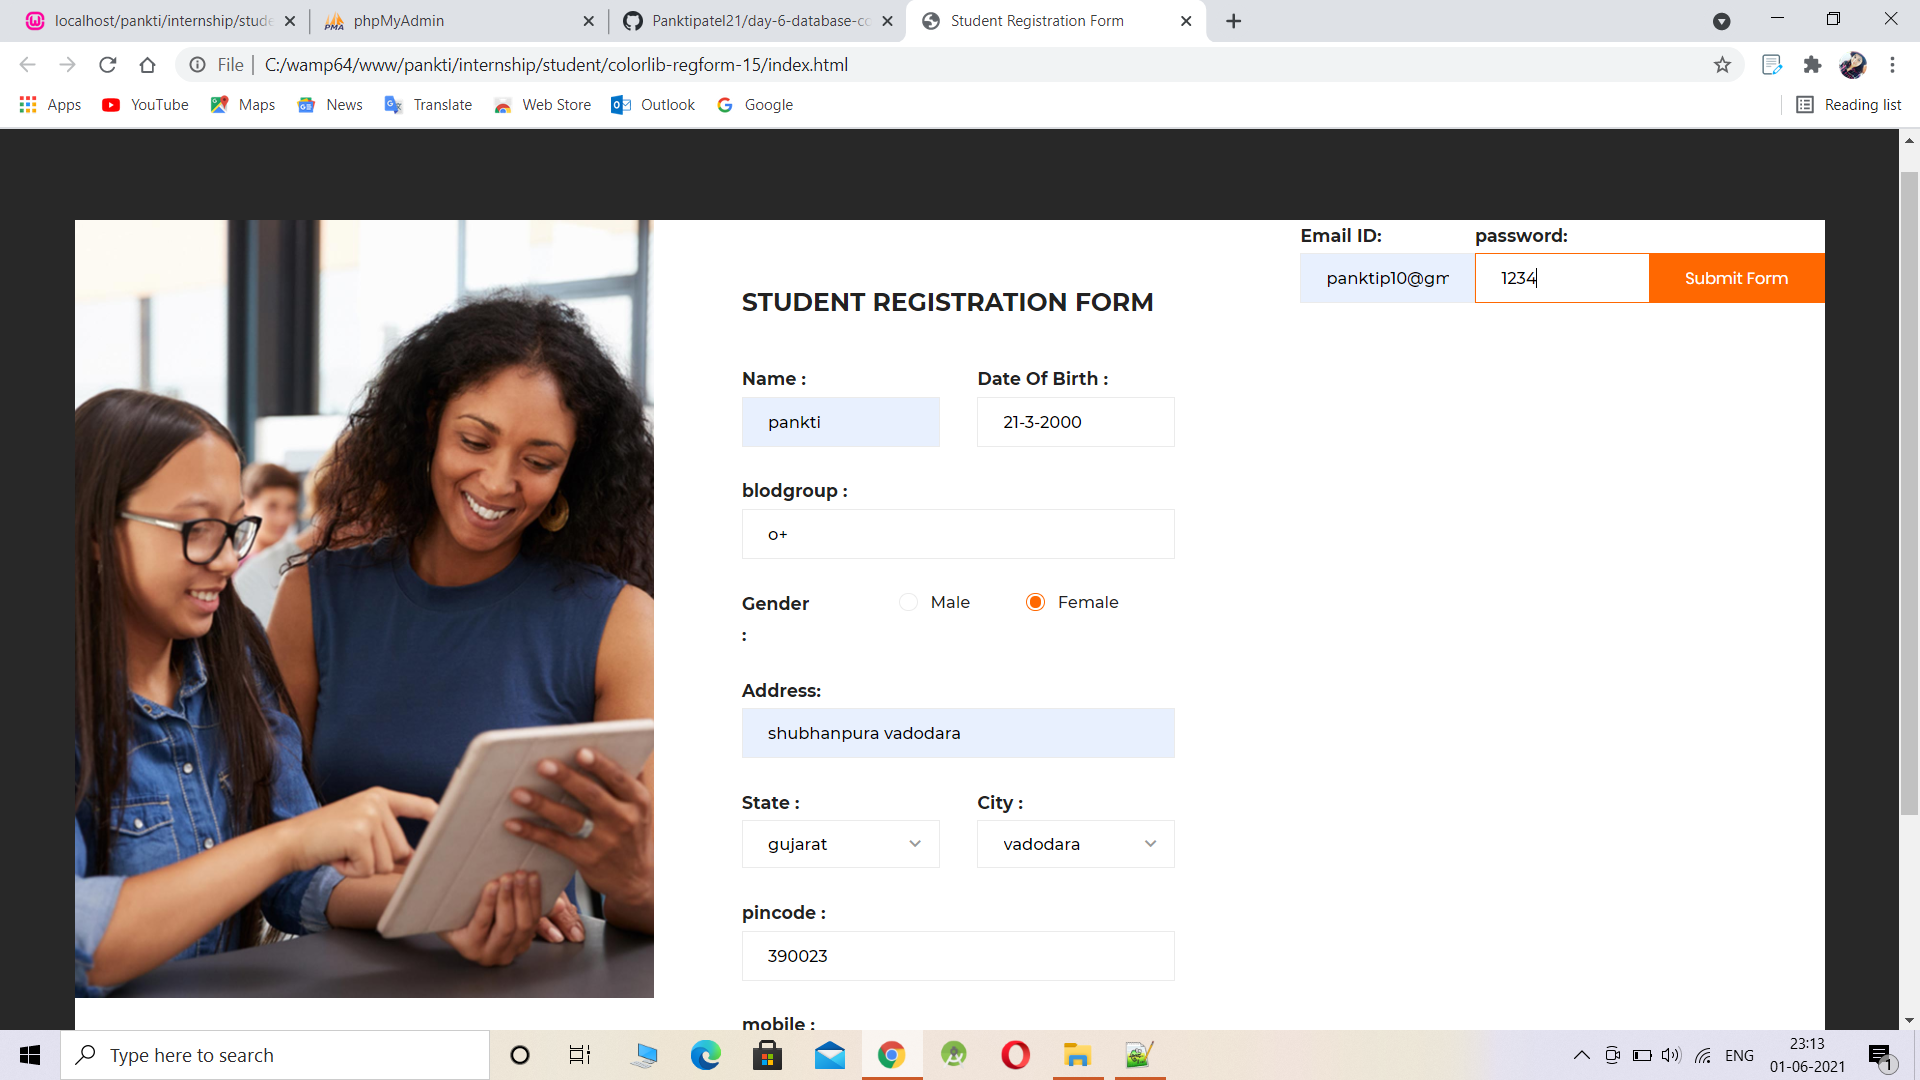 localhost/pankti/internship/stude
phpMyAdmin
Panktipatel21/day-6-database-co
Student Registration Form
File
C:/wamp64/www/pankti/internship/student/colorlib-regform-15/index.html
Apps
YouTube
Maps
News
Translate
Web Store
Outlook
Google
Reading list
Email ID:
password:
panktip10@gm
1234
Submit Form
STUDENT REGISTRATION FORM
Name :
Date Of Birth :
pankti
21-3-2000
blodgroup :
o+
Gender
:
Male
Female
Address:
shubhanpura vadodara
State :
City :
gujarat
vadodara
pincode :
390023
mobile :
Type here to search
ENG
23:13
01-06-2021
1